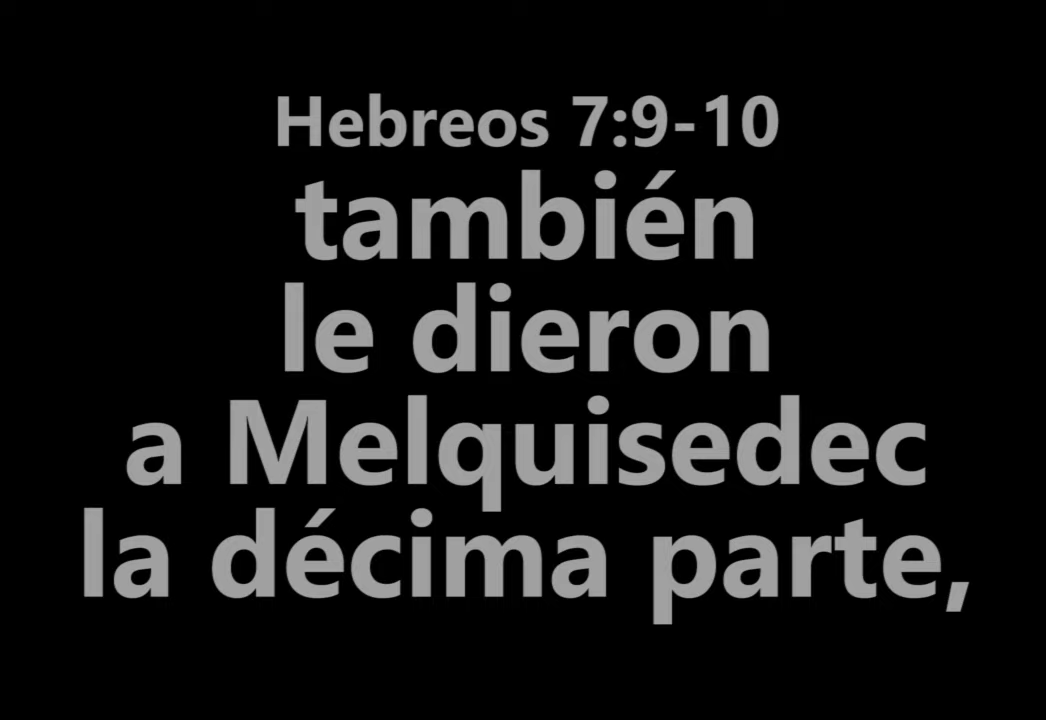 Hebreos 7:9-10
también
le dieron
a Melquisedec
la décima parte,